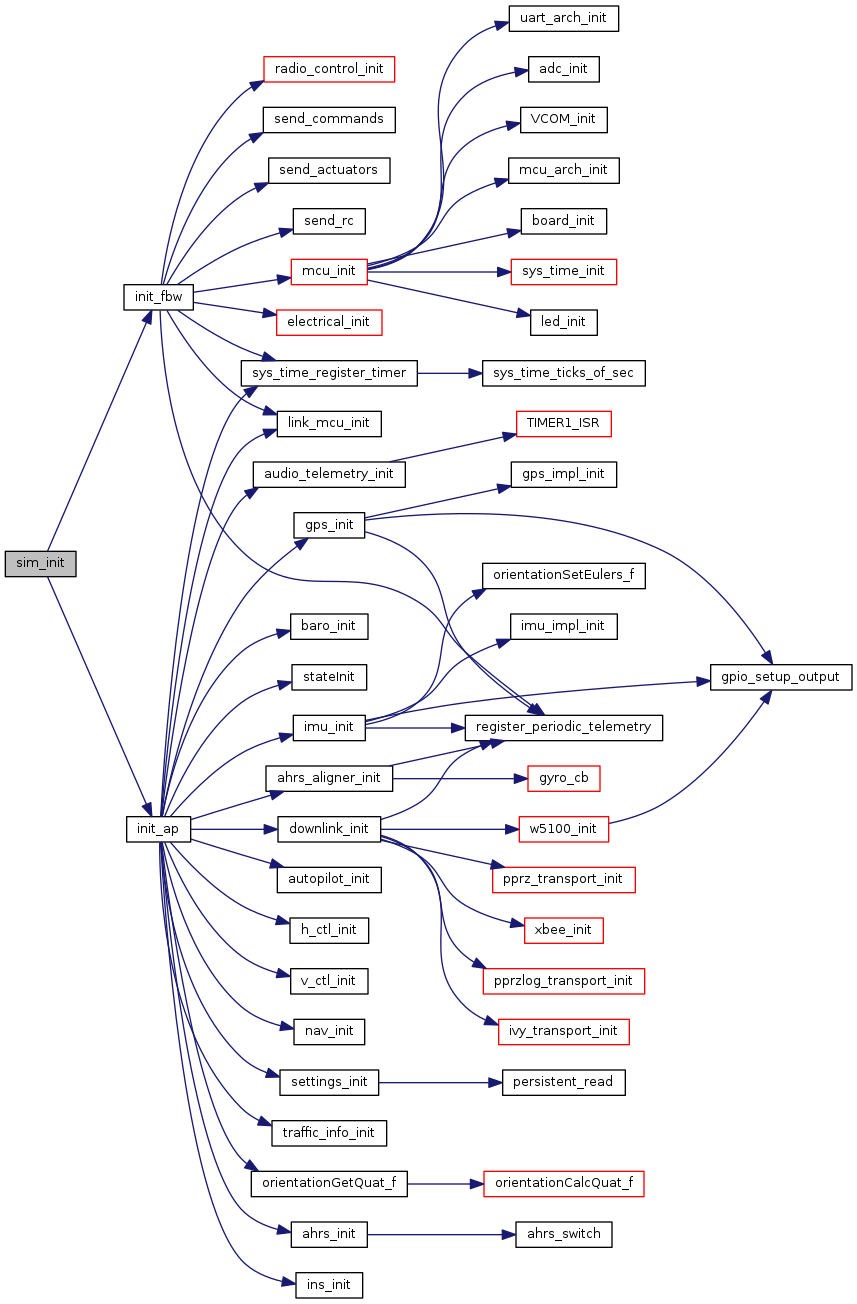 uart_arch_init
radio_control_init
adc_init
send_commands
VCOM_init
send_actuators
mcu_arch_init
send_rc
board_init
mcu_init
sys_time_init
init_fbw
electrical_init
led_init
sys_time_register_timer
sys_time_ticks_of_sec
link_mcu_init
TIMER1_ISR
audio_telemetry_init
gps_impl_init
gps_init
sim_init
orientationSetEulers_f
baro_init
imu_impl_init
stateInit
gpio_setup_output
imu_init
register_periodic_telemetry
ahrs_aligner_init
gyro_cb
init_ap
downlink_init
w5100_init
autopilot_init
pprz_transport_init
h_ctl_init
xbee_init
v_ctl_init
pprzlog_transport_init
nav_init
ivy_transport_init
settings_init
persistent_read
traffic_info_init
orientationGetQuat_f
orientationCalcQuat_f
ahrs_init
ahrs_switch
ins_init